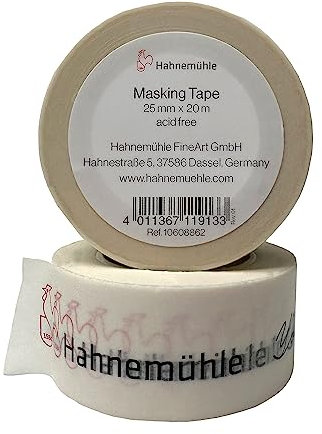 Hahnemühle
Masking Tape
25 mm x 20 m
acid free
Hahnemühle FineArt GmbH
Hahnestraße 5, 37586 Dassel, Germany
www.hahnemuehle.com
4 011367 119133
Ref. 10608862
Hahnemühle